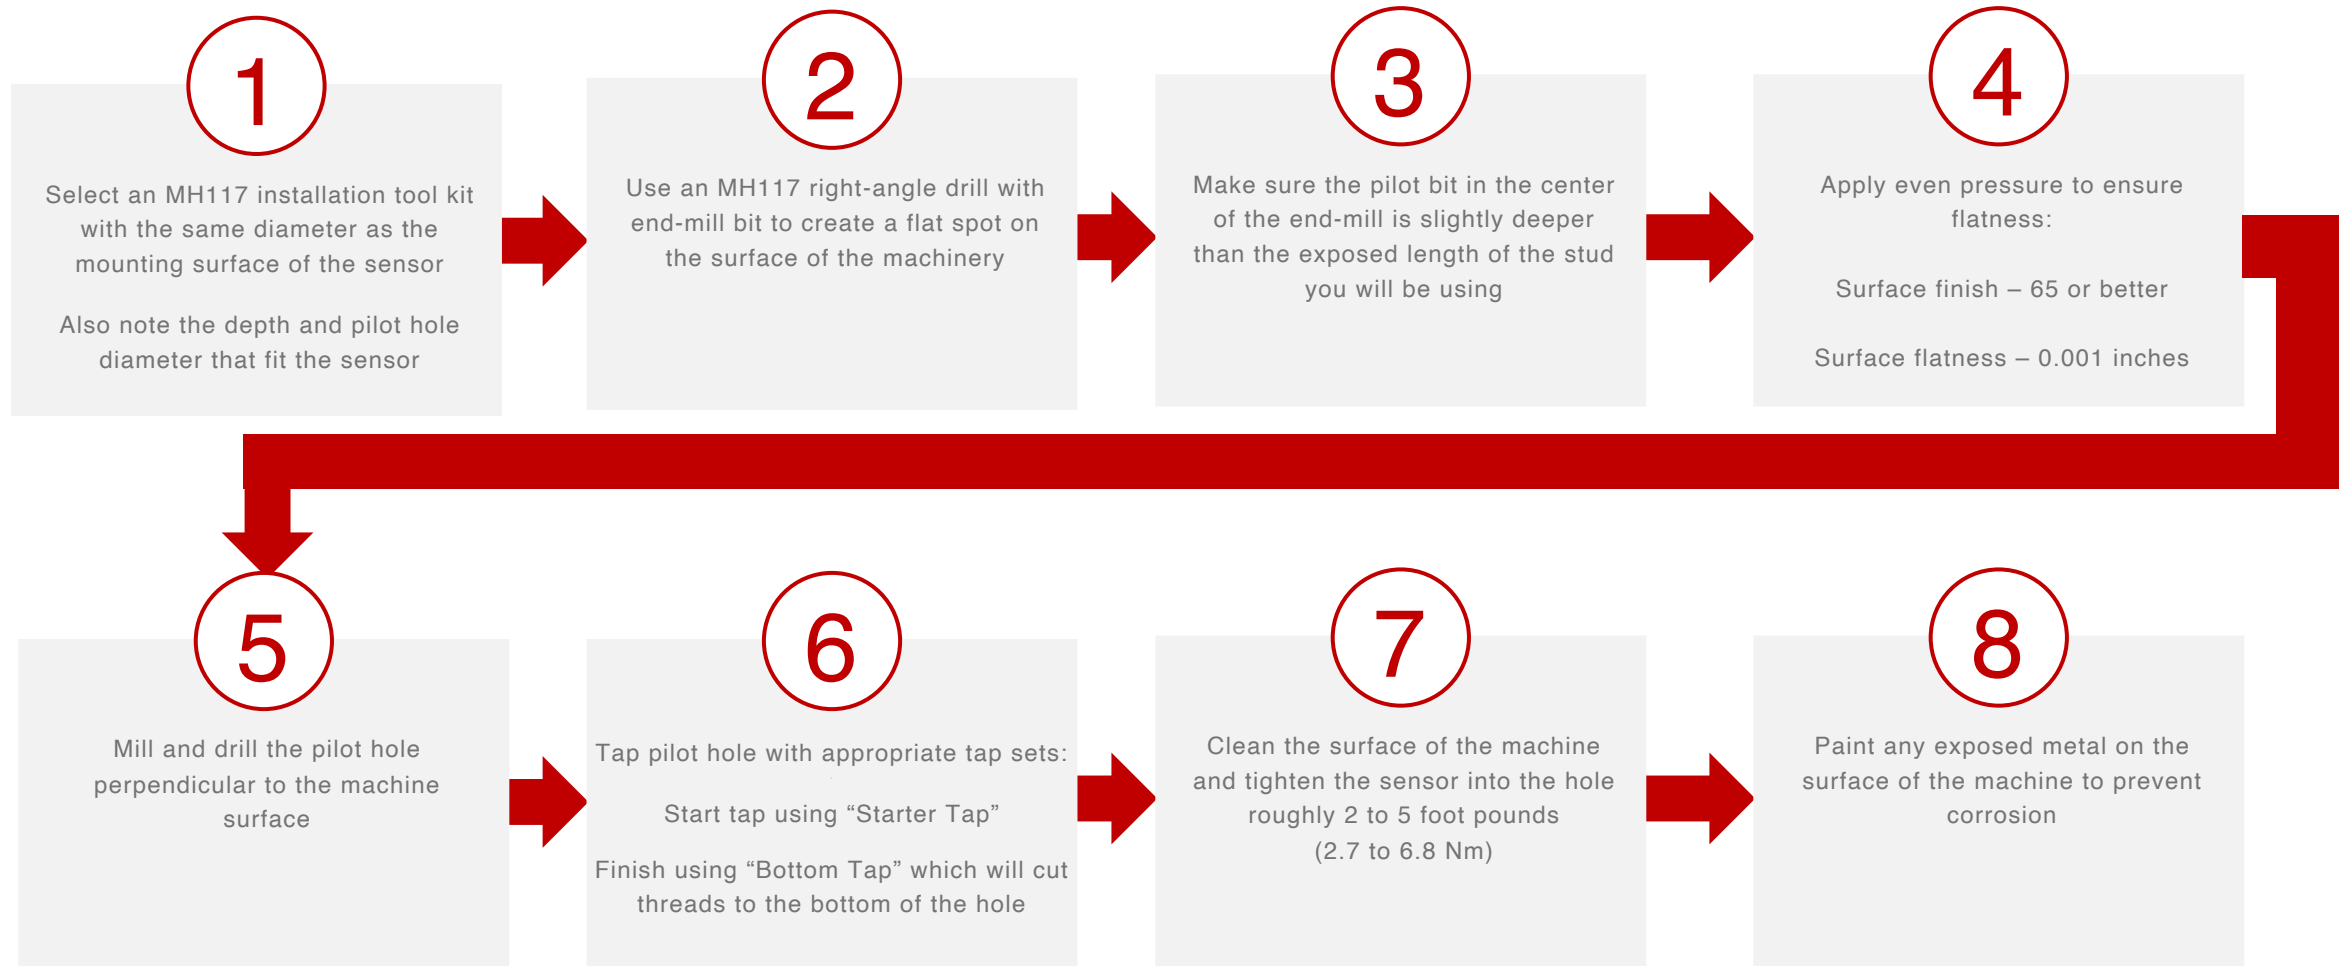 1
Select an MH117 installation tool kit
with the same diameter as the
mounting surface of the sensor
Also note the depth and pilot hole
diameter that fit the sensor
2
Use an MH117 right-angle drill with
end-mill bit to create a flat spot on
the surface of the machinery
3
Make sure the pilot bit in the center
of the end-mill is slightly deeper
than the exposed length of the stud
you will be using
4
Apply even pressure to ensure
flatness:
Surface finish – 65 or better
Surface flatness – 0.001 inches
5
Mill and drill the pilot hole
perpendicular to the machine
surface
6
Tap pilot hole with appropriate tap sets:
Start tap using “Starter Tap”
Finish using “Bottom Tap” which will cut
threads to the bottom of the hole
7
Clean the surface of the machine
and tighten the sensor into the hole
roughly 2 to 5 foot pounds
(2.7 to 6.8 Nm)
8
Paint any exposed metal on the
surface of the machine to prevent
corrosion